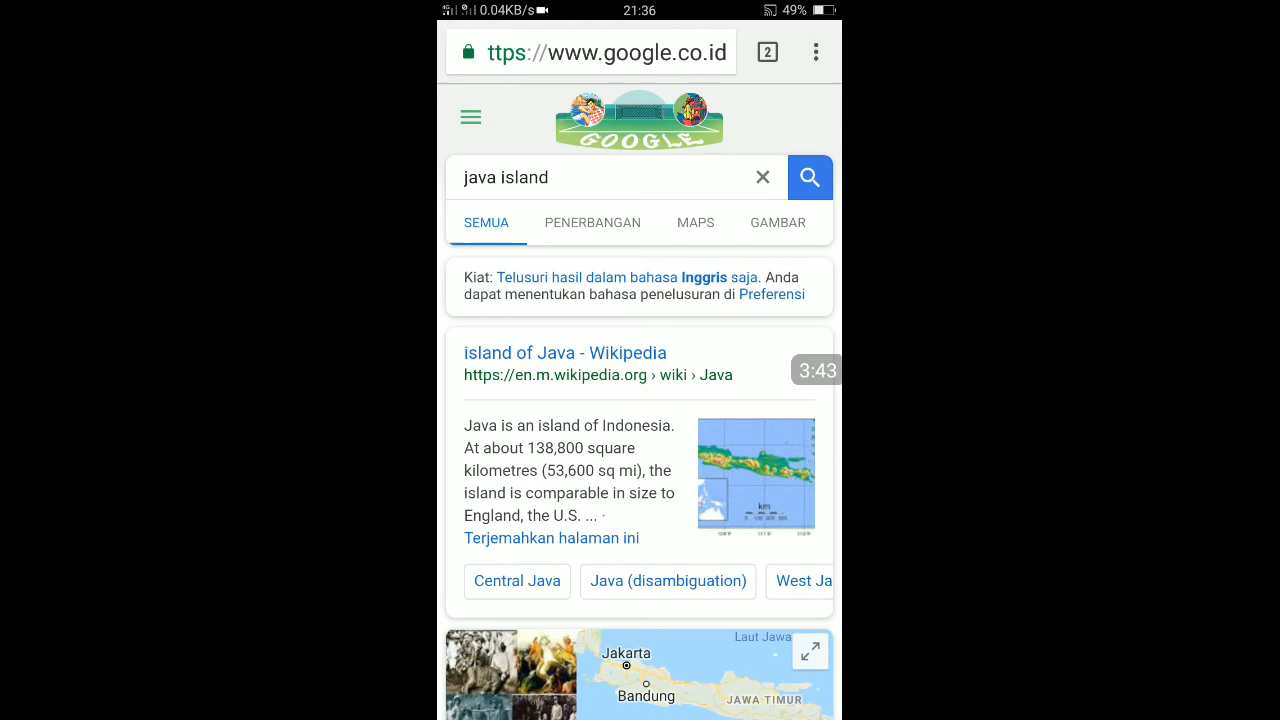 4G 0.04KB/s 21:36 49%
ttps://www.google.co.id 2
GOOGLE
java island
SEMUA PENERBANGAN MAPS GAMBAR
Kiat: Telusuri hasil dalam bahasa Inggris saja. Anda
dapat menentukan bahasa penelusuran di Preferensi
island of Java - Wikipedia
https://en.m.wikipedia.org › wiki › Java
3:43
Java is an island of Indonesia.
At about 138,800 square
kilometres (53,600 sq mi), the
island is comparable in size to
England, the U.S. ... ·
km
Terjemahkan halaman ini
Central Java Java (disambiguation) West Ja
Laut Jawa
Jakarta
Bandung
JAWA TIMUR